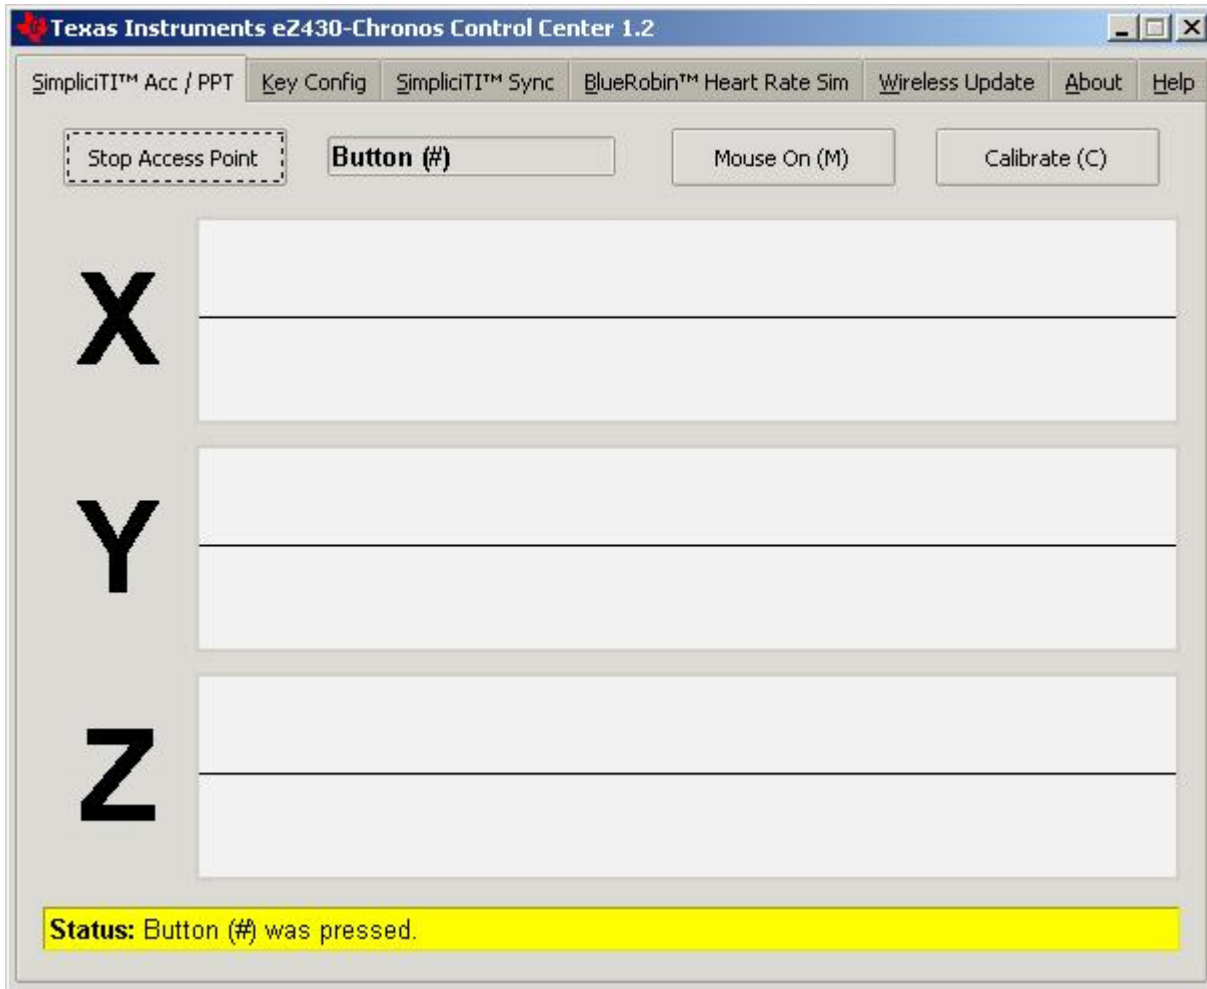 Texas Instruments eZ430-Chronos Control Center 1.2
SimpliciTI™ Acc / PPT Key Config SimpliciTI™ Sync BlueRobin™ Heart Rate Sim Wireless Update About Help
Stop Access Point Button (#) Mouse On (M) Calibrate (C)
X
Y
Z
Status: Button (#) was pressed.